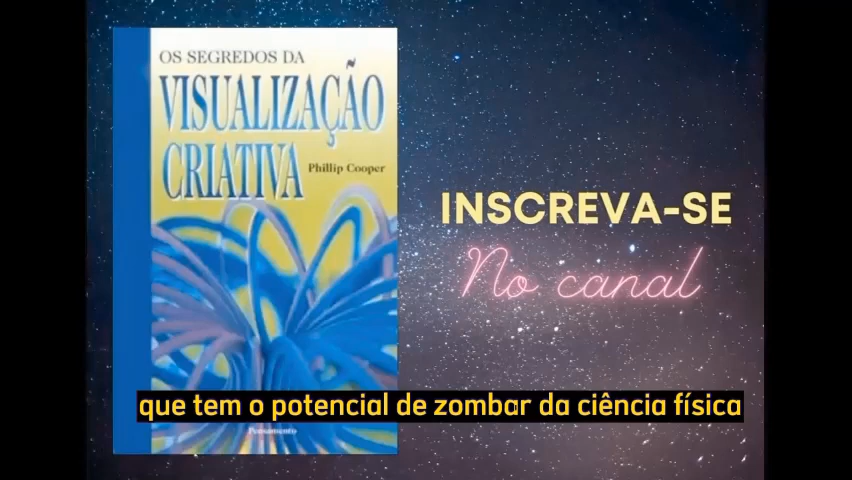 OS SEGREDOS DA
VISUALIZAÇÃO
CRIATIVA
Phillip Cooper
INSCREVA-SE
No canal
que tem o potencial de zombar da ciência física
Pensamento